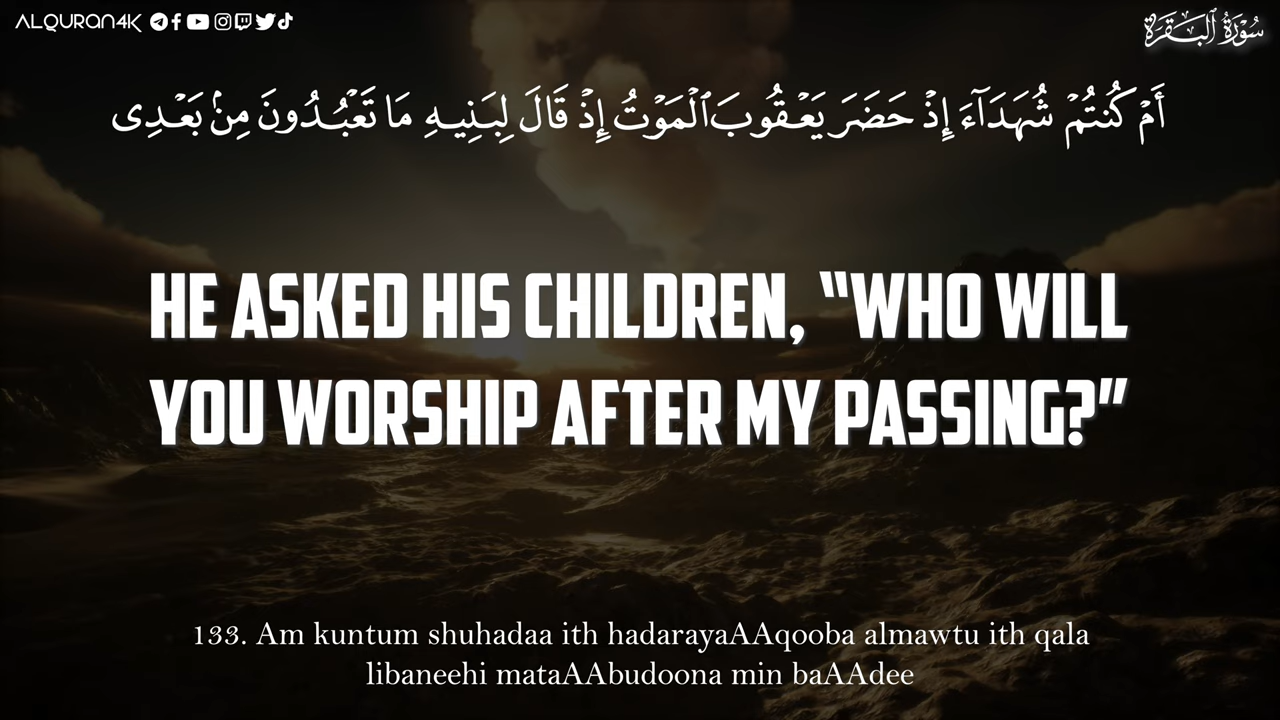 ALQURAN4K
سُورَةُ ٱلْبَقَرَةِ
أَمْ كُنتُمْ شُهَدَآءَ إِذْ حَضَرَ يَعْقُوبَ ٱلْمَوْتُ إِذْ قَالَ لِبَنِيهِ مَا تَعْبُدُونَ مِنۢ بَعْدِى
HE ASKED HIS CHILDREN, “WHO WILL
YOU WORSHIP AFTER MY PASSING?”
133. Am kuntum shuhadaa ith hadarayaAAqooba almawtu ith qala
libaneehi mataAAbudoona min baAAdee